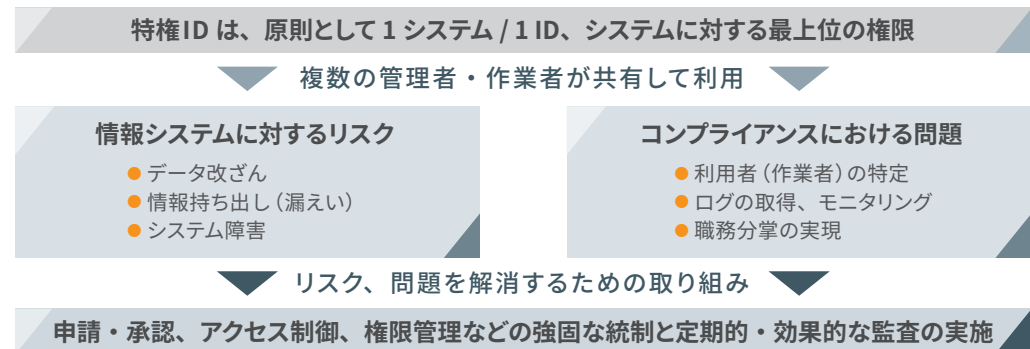 特権ID は、原則として 1 システム / 1 ID、システムに対する最上位の権限
複数の管理者・作業者が共有して利用
情報システムに対するリスク
● データ改ざん
● 情報持ち出し（漏えい）
● システム障害
コンプライアンスにおける問題
● 利用者（作業者）の特定
● ログの取得、モニタリング
● 職務分掌の実現
リスク、問題を解消するための取り組み
申請・承認、アクセス制御、権限管理などの強固な統制と定期的・効果的な監査の実施